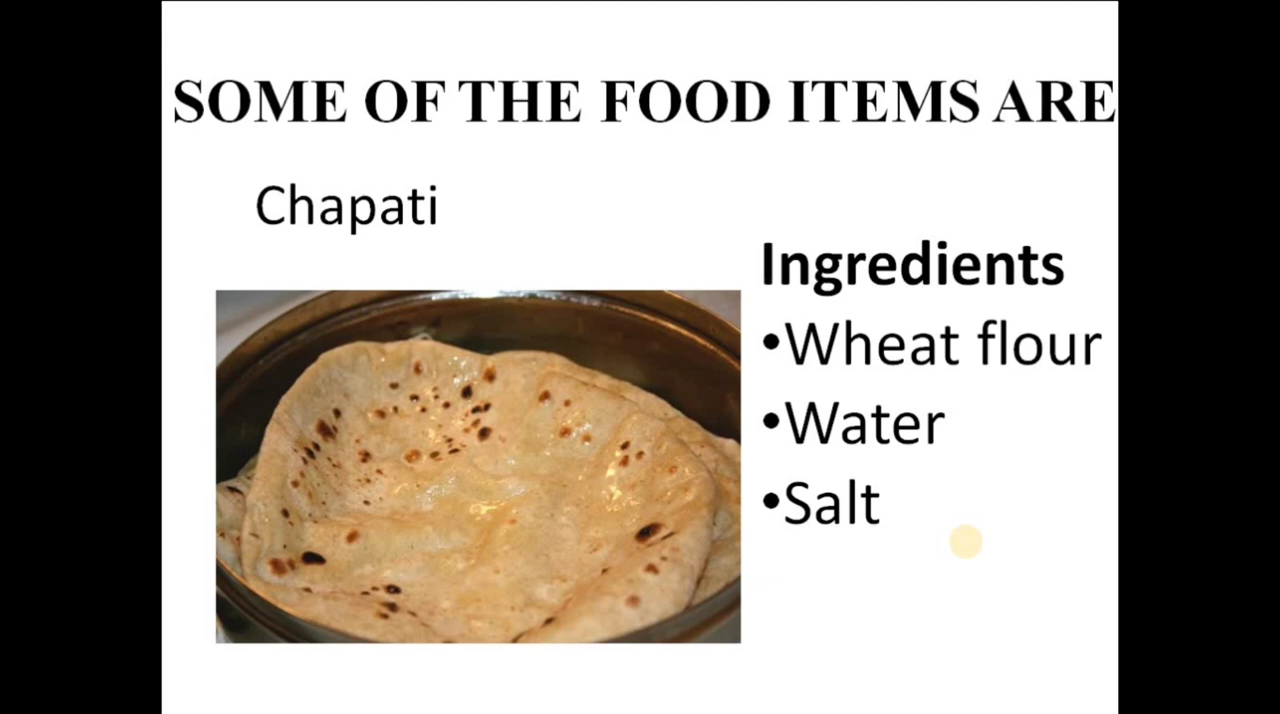 SOME OF THE FOOD ITEMS ARE
Chapati
Ingredients
•Wheat flour
•Water
•Salt